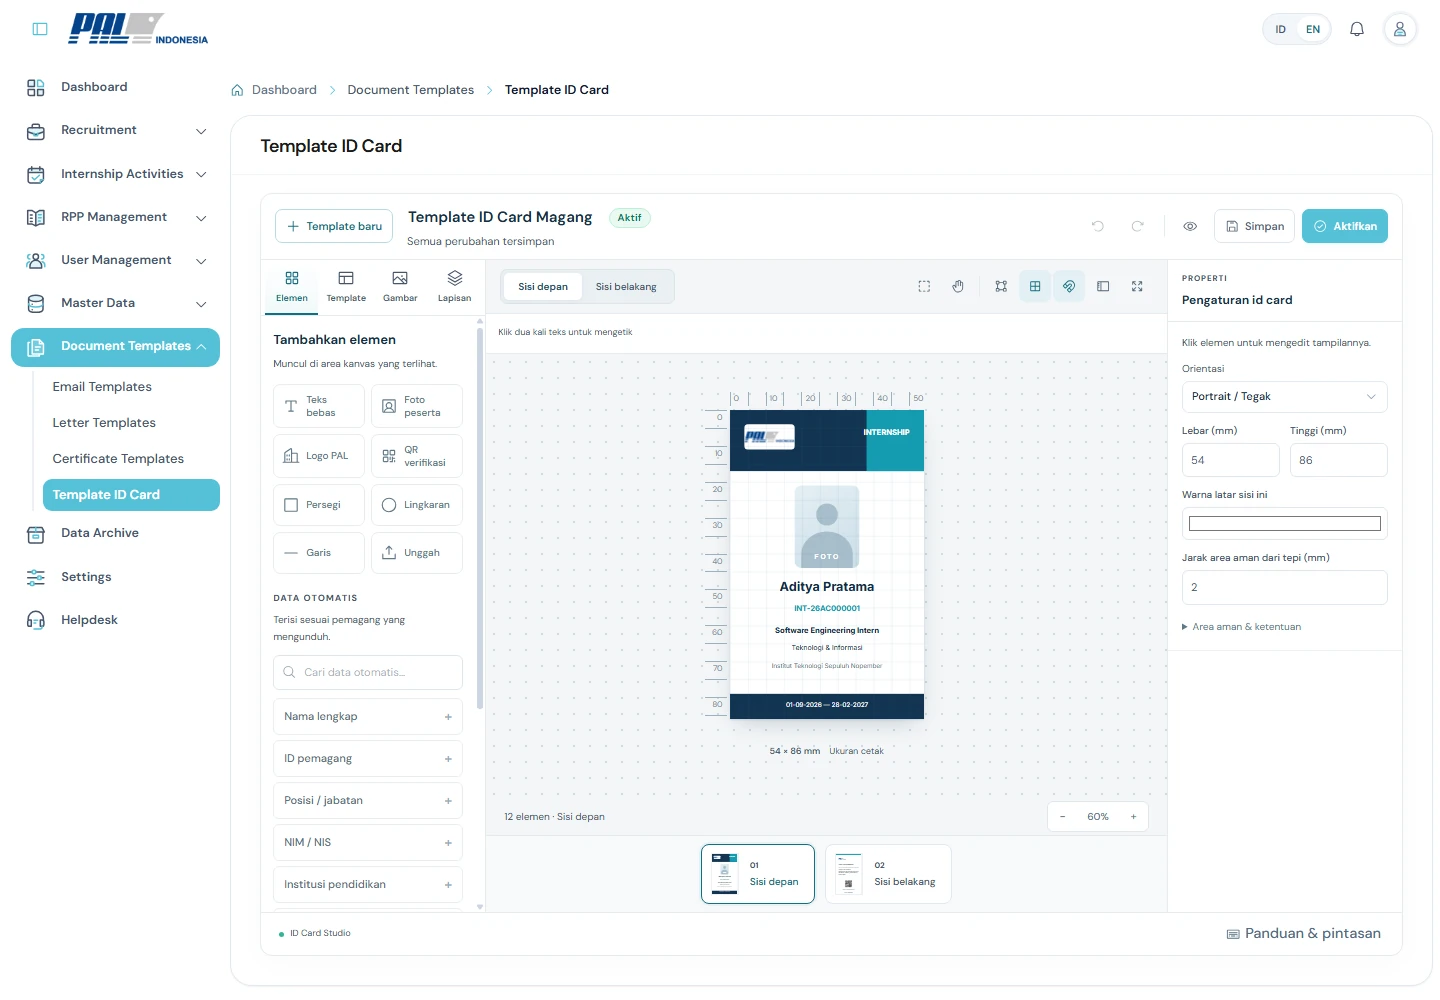 PAL
INDONESIA
ID
EN
Dashboard
Recruitment
Internship Activities
RPP Management
User Management
Master Data
Document Templates
Email Templates
Letter Templates
Certificate Templates
Template ID Card
Data Archive
Settings
Helpdesk
Dashboard > Document Templates > Template ID Card
Template ID Card
+ Template baru
Template ID Card Magang
Aktif
Semua perubahan tersimpan
Simpan
Aktifkan
Elemen
Template
Gambar
Lapisan
Tambahkan elemen
Muncul di area kanvas yang terlihat.
Teks
bebas
Foto
peserta
Logo PAL
QR
verifikasi
Persegi
Lingkaran
Garis
Unggah
DATA OTOMATIS
Terisi sesuai pemagang yang
mengunduh.
Cari data otomatis...
Nama lengkap +
ID pemagang +
Posisi / jabatan +
NIM / NIS +
Institusi pendidikan +
Sisi depan
Sisi belakang
Klik dua kali teks untuk mengetik
0 10 20 30 40 50
0
10
20
30
40
50
60
70
80
PAL INDONESIA
INTERNSHIP
FOTO
Aditya Pratama
INT-26AC000001
Software Engineering Intern
Teknologi & Informasi
Institut Teknologi Sepuluh Nopember
01-09-2026 — 28-02-2027
54 × 86 mm Ukuran cetak
12 elemen · Sisi depan
- 60% +
01
Sisi depan
02
Sisi belakang
PROPERTI
Pengaturan id card
Klik elemen untuk mengedit tampilannya.
Orientasi
Portrait / Tegak
Lebar (mm)
Tinggi (mm)
54
86
Warna latar sisi ini
Jarak area aman dari tepi (mm)
2
Area aman & ketentuan
ID Card Studio
Panduan & pintasan